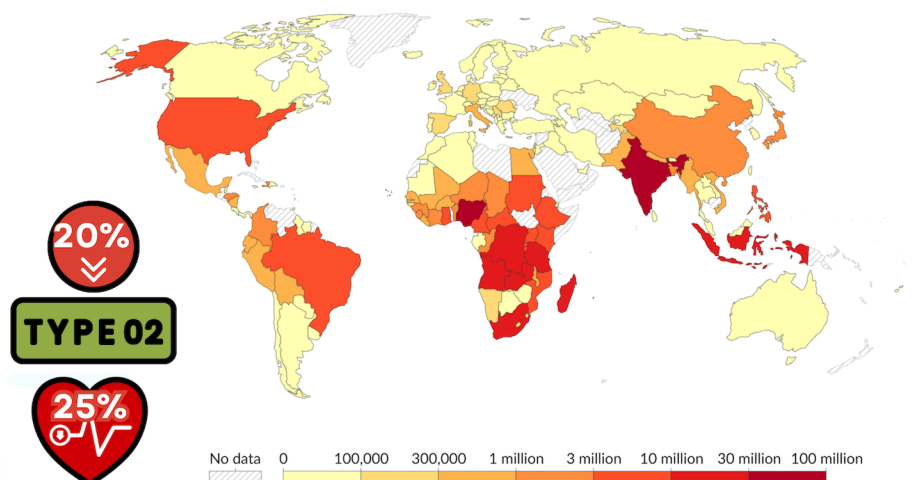 20%
TYPE 02
25%
No data
0
100,000
300,000
1 million
3 million
10 million
30 million
100 million